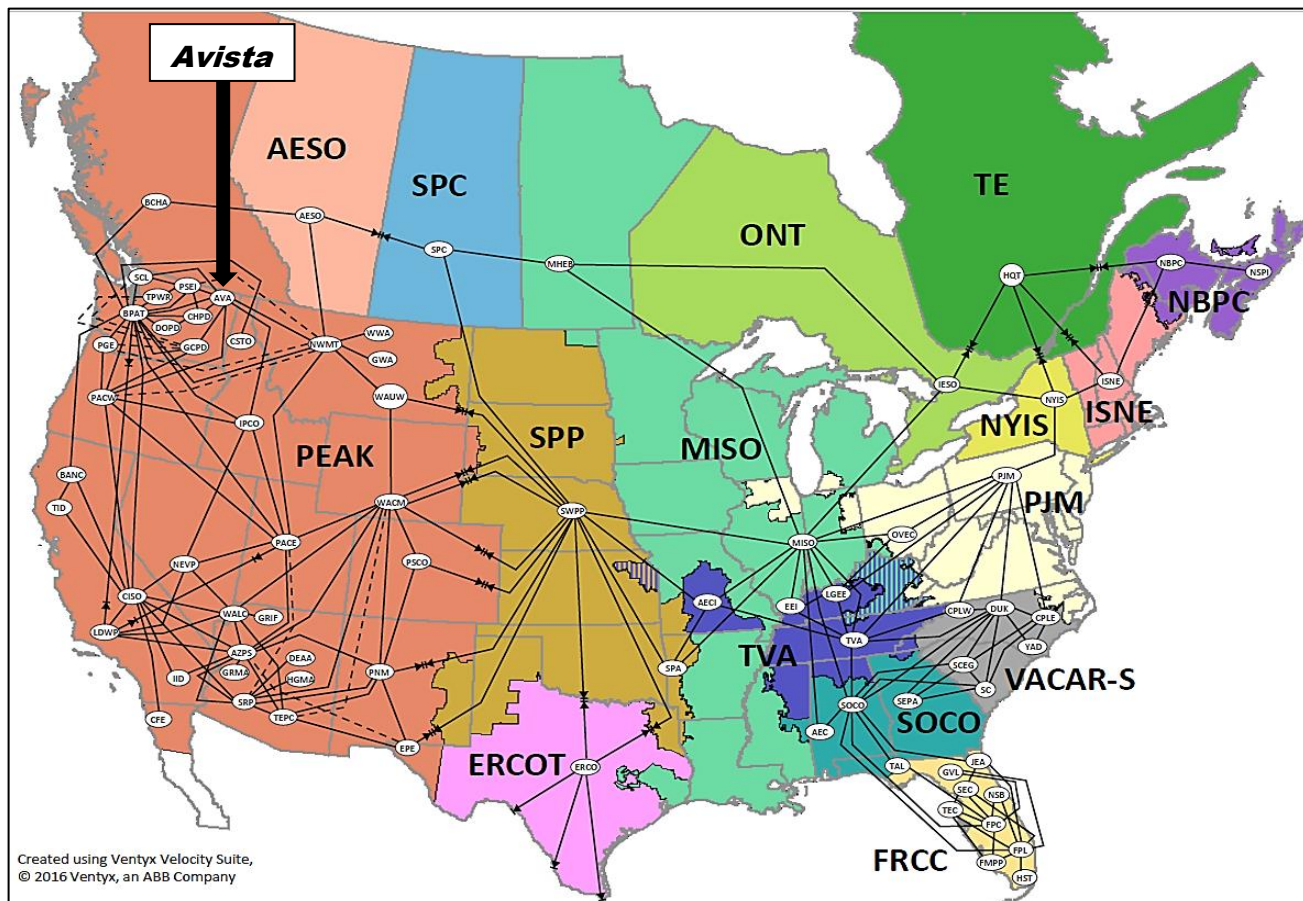 Avista
AESO
SPC
TE
ONT
BCHA
AESO
SPC
MHEB
HQT
NBPC
NSPI
NBPC
SCL
PSEI
AVA
TPWR
BPAT
CHPD
DOPD
GCPD
CSTO
PGE
NWMT
WWA
GWA
IESO
NYIS
ISNE
ISNE
NYIS
PACW
WAUW
IPCO
PEAK
SPP
MISO
BANC
TID
WACM
SWPP
PJM
PJM
PACE
NEVP
PSCO
MISO
OVEC
CISO
LDWP
WALC
GRIF
AECI
EEI
LGEE
CPLW
DUK
CPLE
TVA
YAD
AZPS
DEAA
IID
GRMA
HGMA
PNM
SPA
TVA
SCEG
VACAR-S
SRP
TEPC
SC
SEPA
SOCO
SOCO
CFE
EPE
AEC
ERCOT
ERCO
TAL
JEA
GVL
SEC
NSB
TEC
FPC
FRCC
FPL
FMPP
HST
Created using Ventyx Velocity Suite,
© 2016 Ventyx, an ABB Company